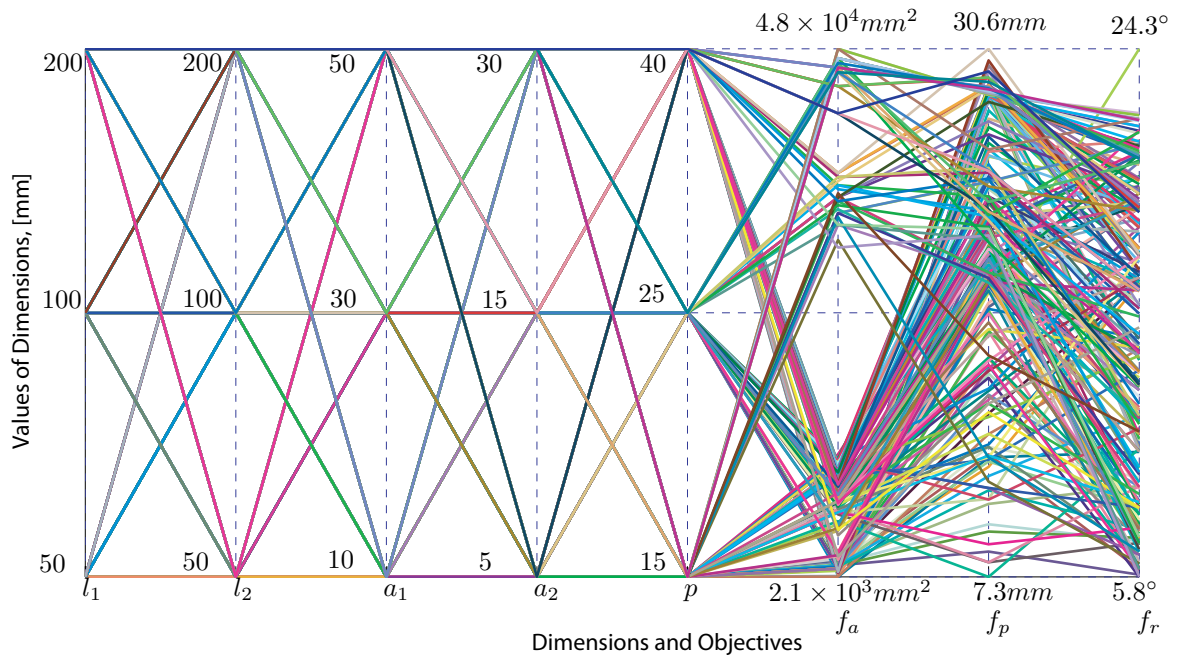 4.8 × 10⁴mm² 30.6mm 24.3°
200 200 50 30 40
100 100 30 15 25
50 50 10 5 15
l₁ l₂ a₁ a₂ p 2.1 × 10³mm² 7.3mm 5.8°
fₐ fₚ fᵣ
Values of Dimensions, [mm]
Dimensions and Objectives